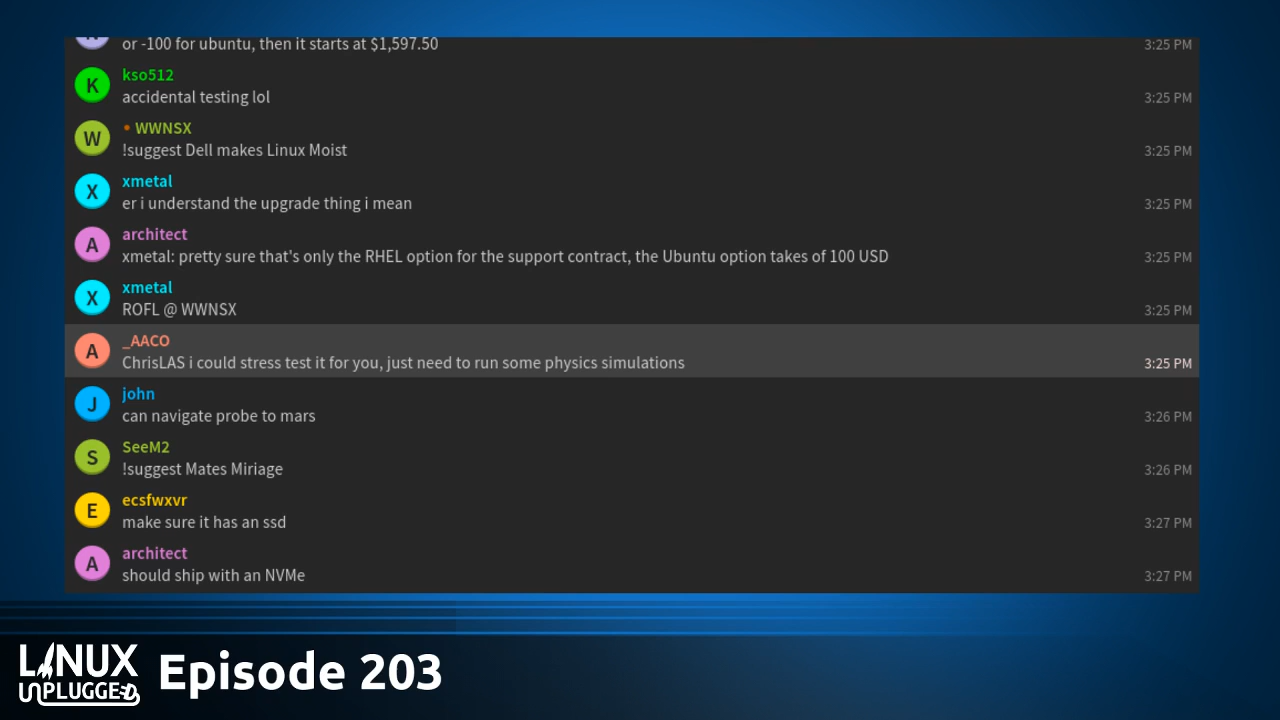 or -100 for ubuntu, then it starts at $1,597.50 3:25 PM
K kso512
accidental testing lol 3:25 PM
W • WWNSX
!suggest Dell makes Linux Moist 3:25 PM
X xmetal
er i understand the upgrade thing i mean 3:25 PM
A architect
xmetal: pretty sure that's only the RHEL option for the support contract, the Ubuntu option takes of 100 USD 3:25 PM
X xmetal
ROFL @ WWNSX 3:25 PM
A _AACO
ChrisLAS i could stress test it for you, just need to run some physics simulations 3:25 PM
J john
can navigate probe to mars 3:26 PM
S SeeM2
!suggest Mates Miriage 3:26 PM
E ecsfwxvr
make sure it has an ssd 3:27 PM
A architect
should ship with an NVMe 3:27 PM
LINUX
UNPLUGGED
Episode 203